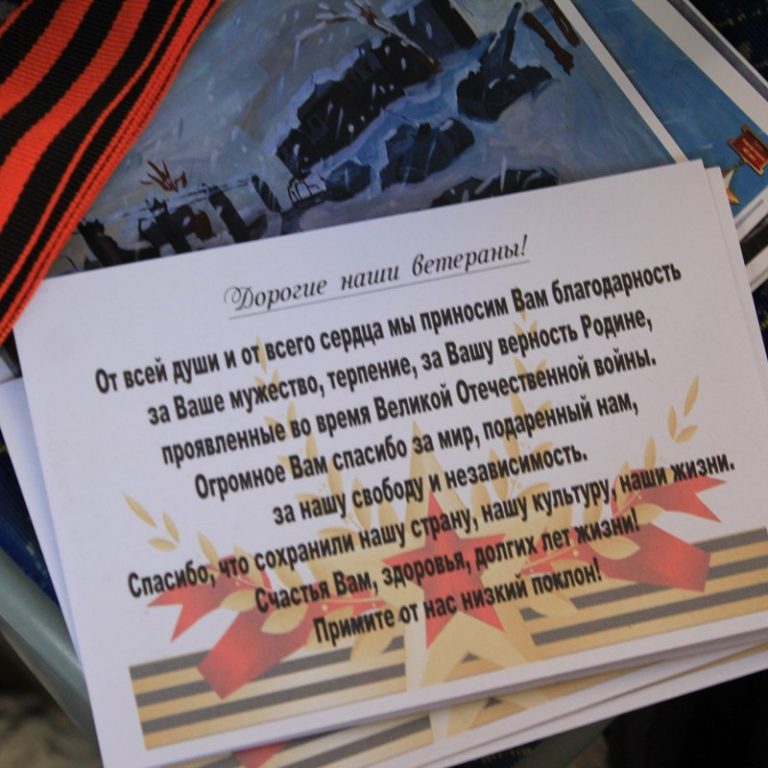 Дорогие наши ветераны!
От всей души и от всего сердца мы приносим Вам благодарность
за Ваше мужество, терпение, за Вашу верность Родине,
проявленные во время Великой Отечественной войны.
Огромное Вам спасибо за мир, подаренный нам,
за нашу свободу и независимость.
Спасибо, что сохранили нашу страну, нашу культуру, наши жизни.
Счастья Вам, здоровья, долгих лет жизни!
Примите от нас низкий поклон!